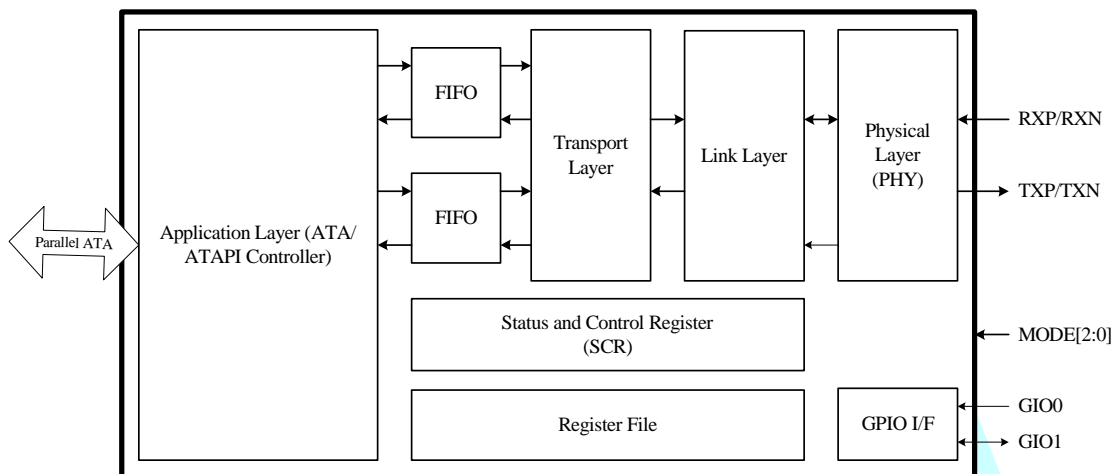 FIFO
Transport
Layer
Link Layer
Physical
Layer
(PHY)
RXP/RXN
TXP/TXN
FIFO
Parallel ATA
Application Layer (ATA/
ATAPI Controller)
Status and Control Register
(SCR)
MODE[2:0]
Register File
GPIO I/F
GIO0
GIO1